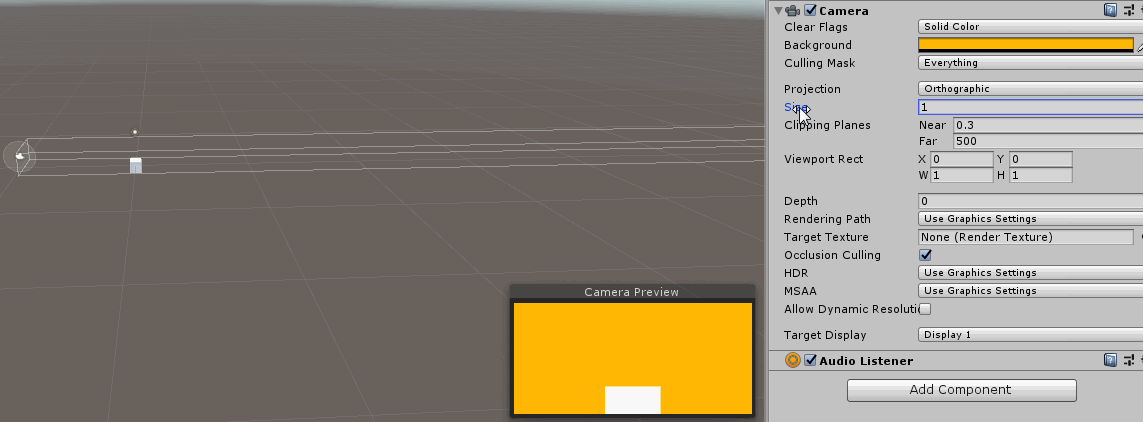 Camera
Clear Flags Solid Color
Background
Culling Mask Everything
Projection Orthographic
Size 1
Clipping Planes Near 0.3
Far 500
Viewport Rect X 0 Y 0
W 1 H 1
Depth 0
Rendering Path Use Graphics Settings
Target Texture None (Render Texture)
Occlusion Culling
HDR Use Graphics Settings
MSAA Use Graphics Settings
Allow Dynamic Resoluti
Target Display Display 1
Audio Listener
Add Component
Camera Preview